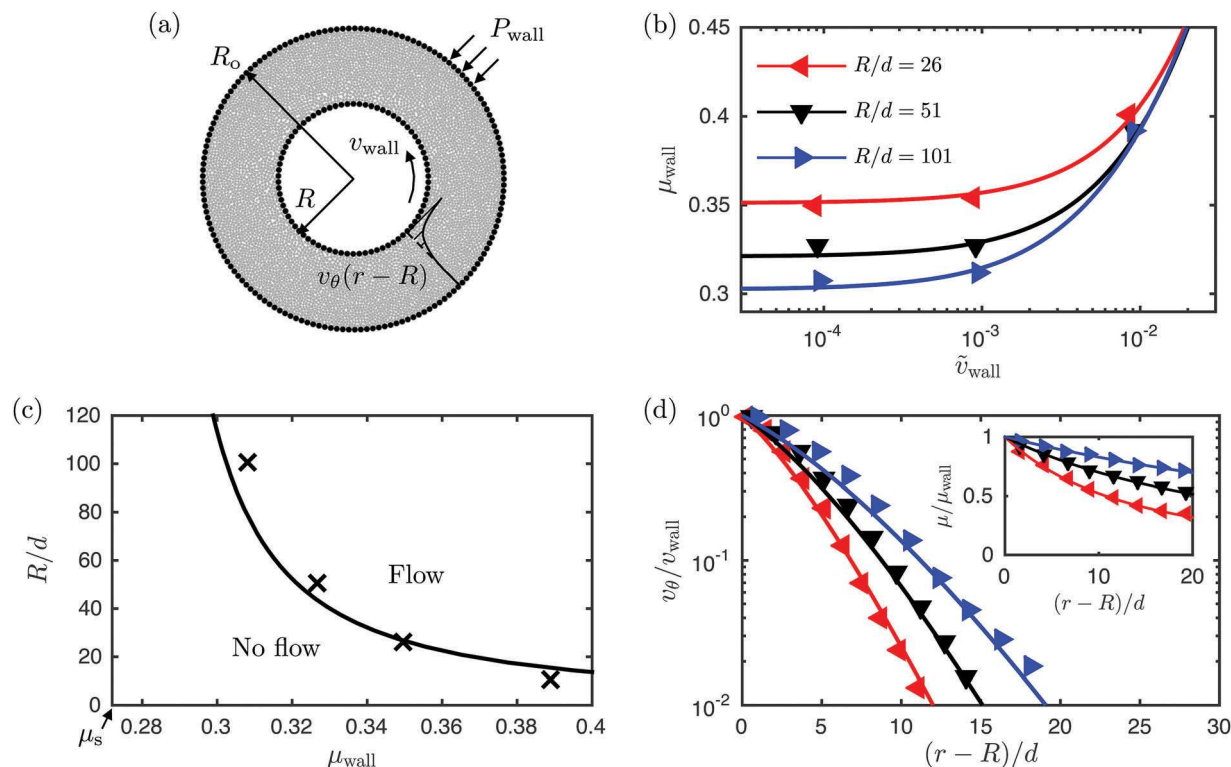 (a)
R_o
P_wall
v_wall
R
v_θ(r − R)
(b)
0.45
0.4
0.35
0.3
μ_wall
R/d = 26
R/d = 51
R/d = 101
10^-4
10^-3
10^-2
ṽ_wall
(c)
120
100
80
60
40
20
0
R/d
Flow
No flow
μ_s
0.28
0.3
0.32
0.34
0.36
0.38
0.4
μ_wall
(d)
10^0
10^-1
10^-2
v_θ/v_wall
0
5
10
15
20
25
30
(r − R)/d
1
0.5
0
μ/μ_wall
0
10
20
(r − R)/d